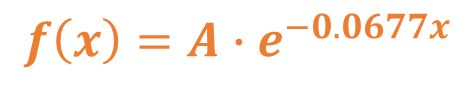 f(x) = A · e^{-0.0677x}